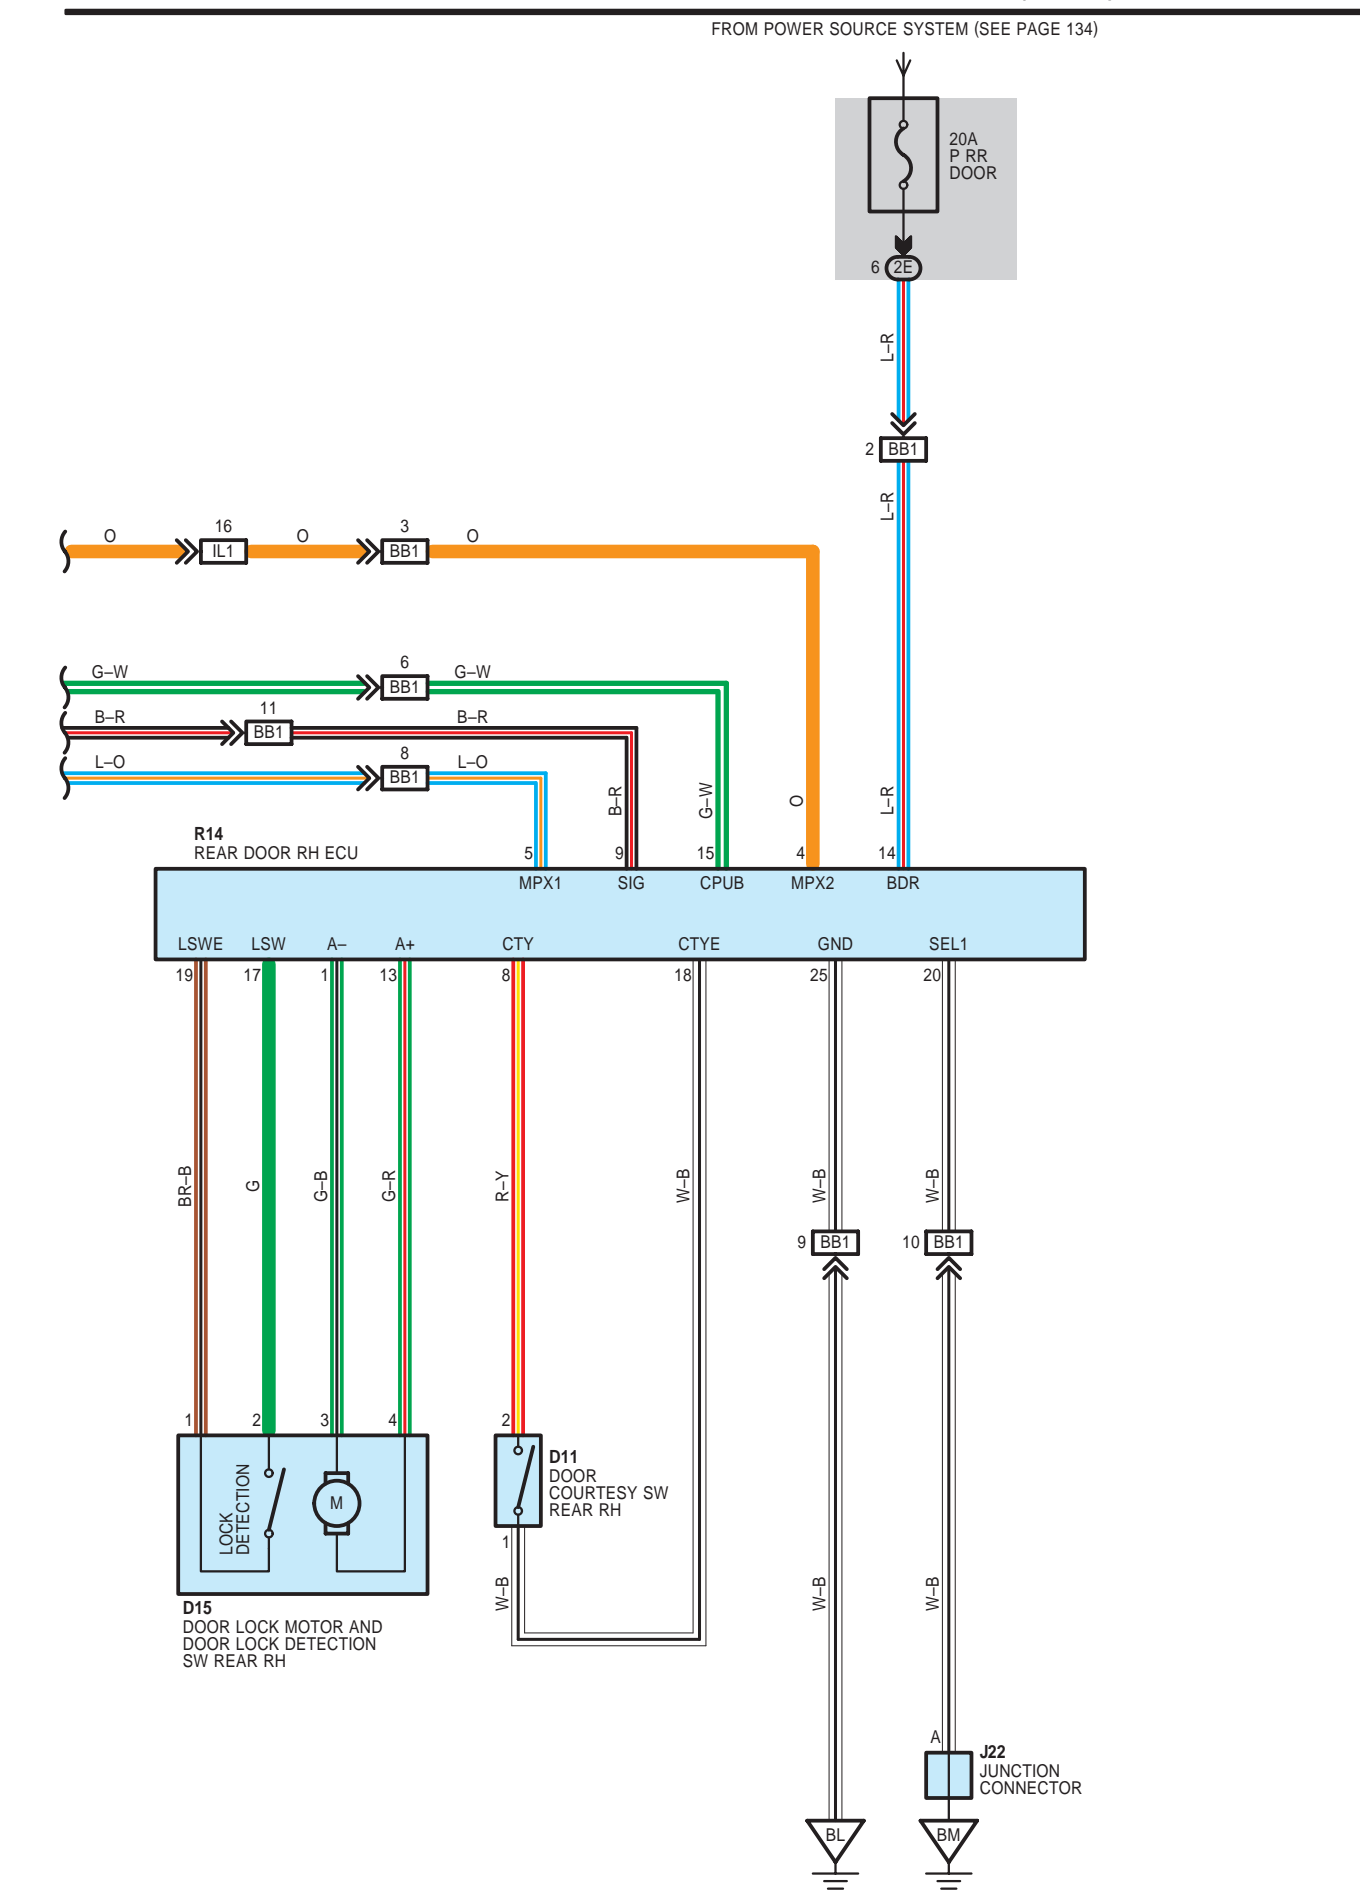 FROM POWER SOURCE SYSTEM (SEE PAGE 134)
20A
P RR
DOOR
6 2E
L–R
2 BB1
L–R
16 3
O O O
IL1 BB1
6
G–W G–W
BB1
11
B–R B–R
BB1
8
L–O L–O
BB1
B–R G–W O L–R
R14
REAR DOOR RH ECU
5 9 15 4 14
MPX1 SIG CPUB MPX2 BDR
LSWE LSW A– A+ CTY CTYE GND SEL1
19 17 1 13 8 18 25 20
BR–B G G–B G–R R–Y W–B W–B W–B
9 BB1 10 BB1
1 2 3 4 2
D11
DOOR
COURTESY SW
REAR RH
LOCK
DETECTION
M
1
W–B W–B W–B
D15
DOOR LOCK MOTOR AND
DOOR LOCK DETECTION
SW REAR RH
A
J22
JUNCTION
CONNECTOR
BL BM